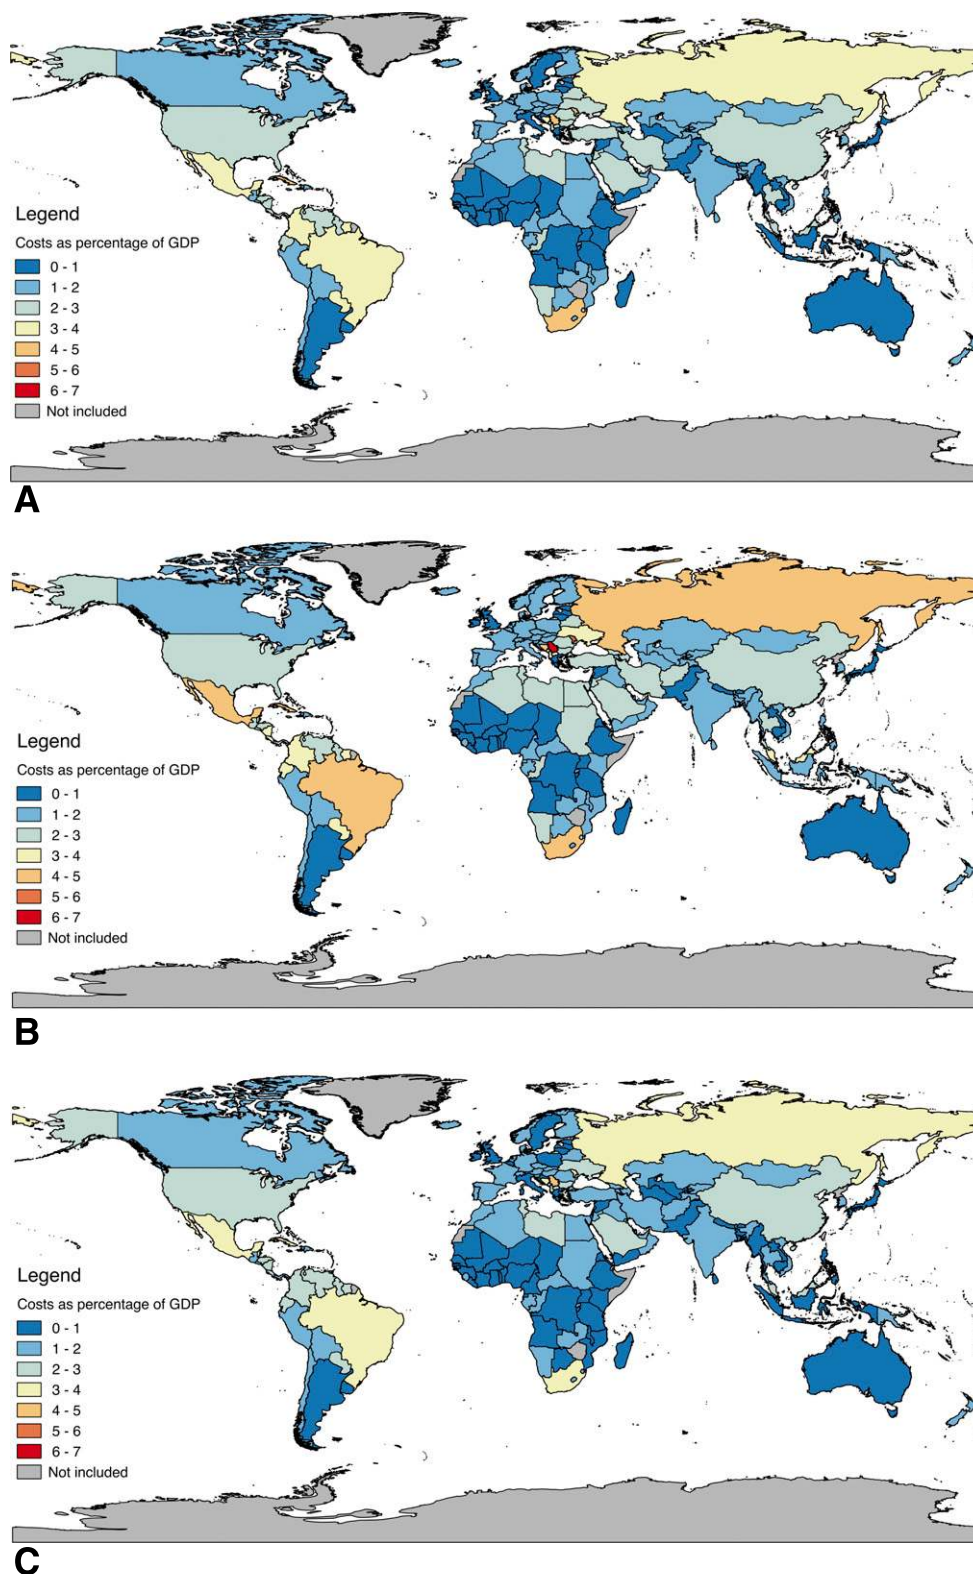 Legend
Costs as percentage of GDP
0 - 1
1 - 2
2 - 3
3 - 4
4 - 5
5 - 6
6 - 7
Not included
A
Legend
Costs as percentage of GDP
0 - 1
1 - 2
2 - 3
3 - 4
4 - 5
5 - 6
6 - 7
Not included
B
Legend
Costs as percentage of GDP
0 - 1
1 - 2
2 - 3
3 - 4
4 - 5
5 - 6
6 - 7
Not included
C